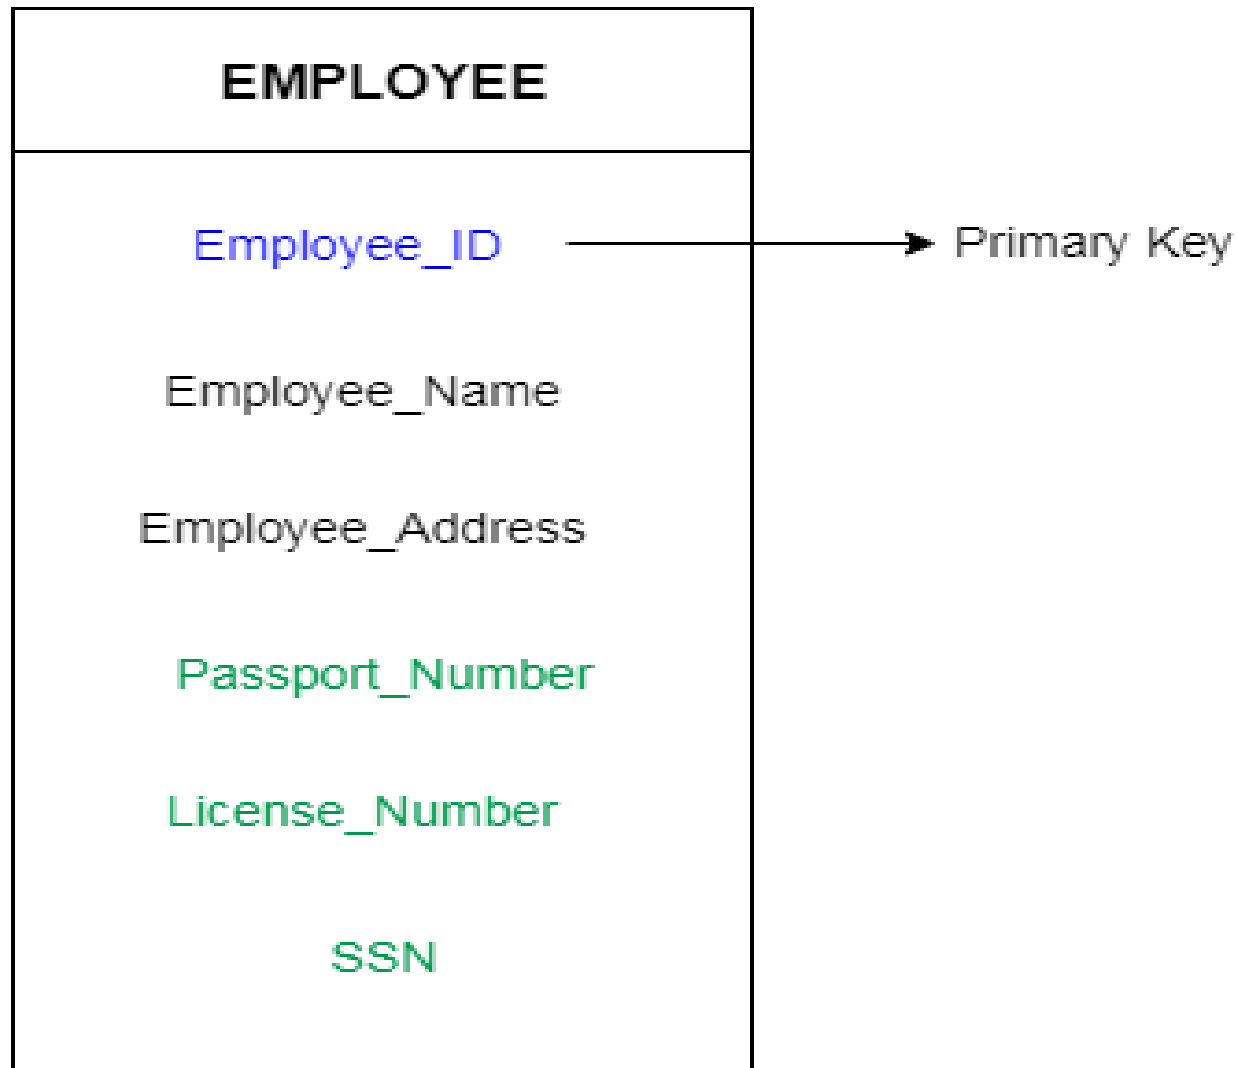 EMPLOYEE
Employee_ID Primary Key
Employee_Name
Employee_Address
Passport_Number
License_Number
SSN